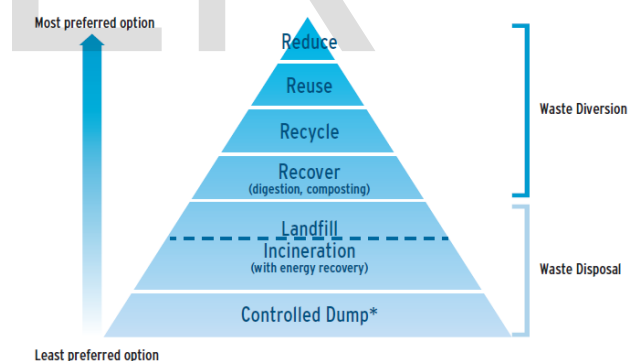 Most preferred option
Reduce
Reuse
Recycle
Recover
(digestion, composting)
Landfill
Incineration
(with energy recovery)
Controlled Dump*
Waste Diversion
Waste Disposal
Least preferred option